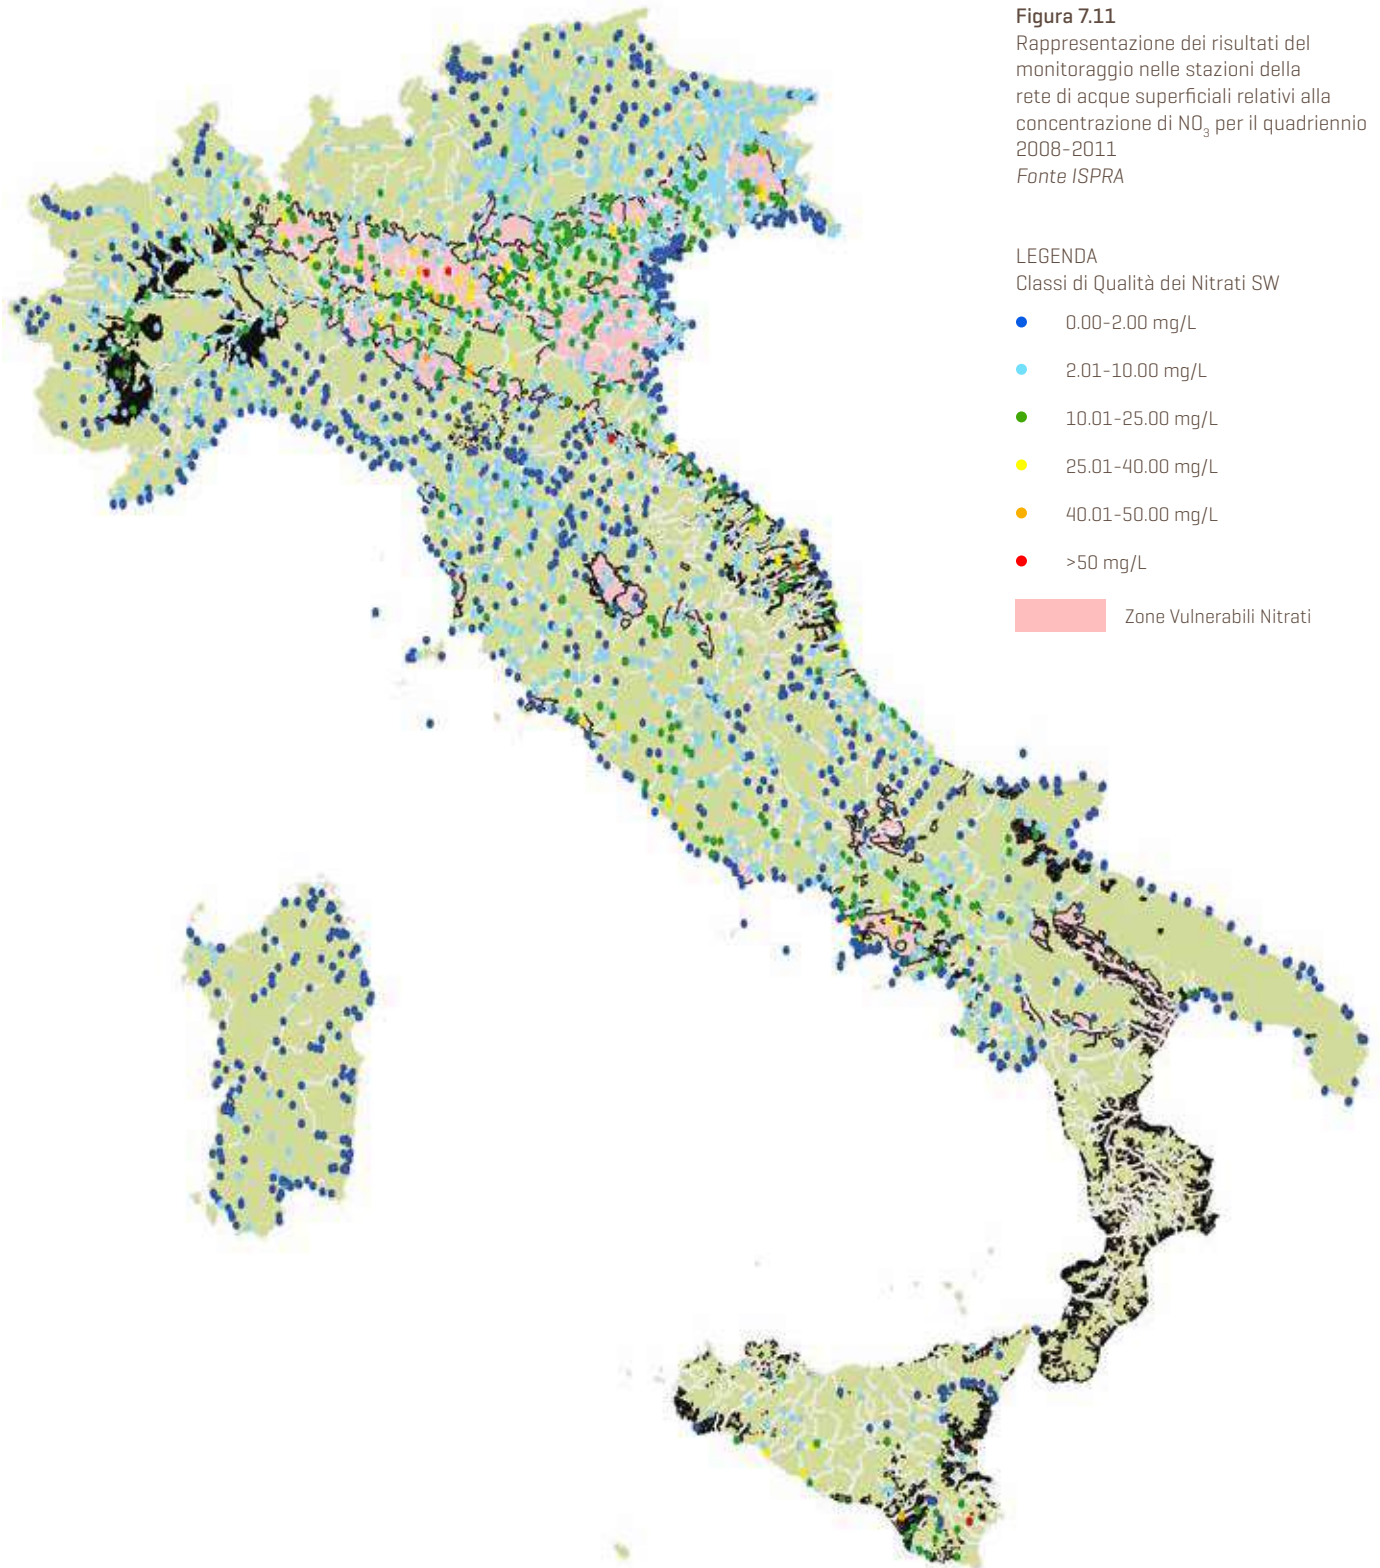 Figura 7.11
Rappresentazione dei risultati del
monitoraggio nelle stazioni della
rete di acque superficiali relativi alla
concentrazione di NO₃ per il quadriennio
2008-2011
Fonte ISPRA
LEGENDA
Classi di Qualità dei Nitrati SW
0.00-2.00 mg/L
2.01-10.00 mg/L
10.01-25.00 mg/L
25.01-40.00 mg/L
40.01-50.00 mg/L
>50 mg/L
Zone Vulnerabili Nitrati